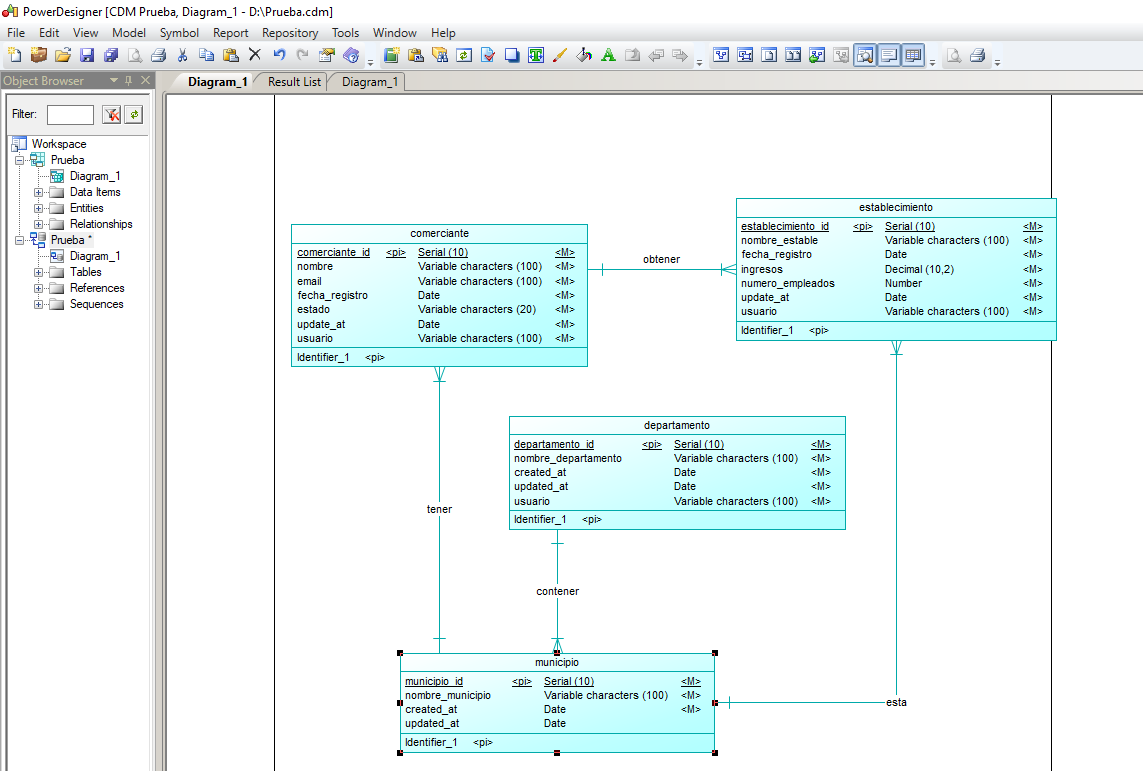 PowerDesigner [CDM Prueba, Diagram_1 - D:\Prueba.cdm]
File Edit View Model Symbol Report Repository Tools Window Help
Object Browser
Diagram_1 Result List Diagram_1
Filter:
Workspace
Prueba
Diagram_1
Data Items
Entities
Relationships
Prueba *
Diagram_1
Tables
References
Sequences
comerciante
comerciante_id <pi> Serial (10) <M>
nombre Variable characters (100) <M>
email Variable characters (100) <M>
fecha_registro Date <M>
estado Variable characters (20) <M>
update_at Date <M>
usuario Variable characters (100) <M>
Identifier_1 <pi>
obtener
establecimiento
establecimiento_id <pi> Serial (10) <M>
nombre_estable Variable characters (100) <M>
fecha_registro Date <M>
ingresos Decimal (10,2) <M>
numero_empleados Number <M>
update_at Date <M>
usuario Variable characters (100) <M>
Identifier_1 <pi>
departamento
departamento_id <pi> Serial (10) <M>
nombre_departamento Variable characters (100) <M>
created_at Date <M>
updated_at Date <M>
usuario Variable characters (100) <M>
Identifier_1 <pi>
tener
contener
municipio
municipio_id <pi> Serial (10) <M>
nombre_municipio Variable characters (100) <M>
created_at Date <M>
updated_at Date
Identifier_1 <pi>
esta